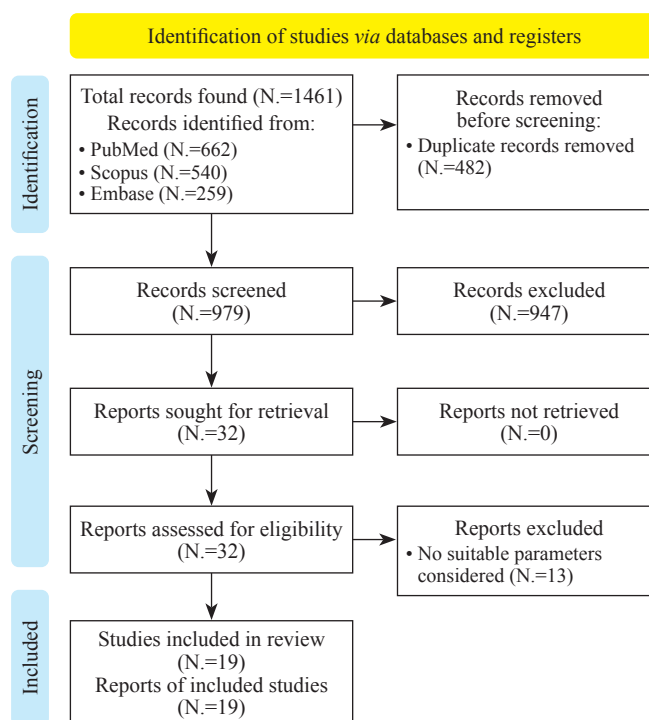 Identification of studies via databases and registers
Identification
Total records found (N.=1461)
Records identified from:
• PubMed (N.=662)
• Scopus (N.=540)
• Embase (N.=259)
Records removed
before screening:
• Duplicate records removed
(N.=482)
Screening
Records screened
(N.=979)
Records excluded
(N.=947)
Reports sought for retrieval
(N.=32)
Reports not retrieved
(N.=0)
Reports assessed for eligibility
(N.=32)
Reports excluded
• No suitable parameters
considered (N.=13)
Included
Studies included in review
(N.=19)
Reports of included studies
(N.=19)